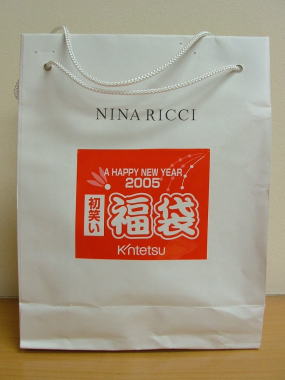 NINA RICCI
A HAPPY NEW YEAR
2005
初笑い
福袋
Kintetsu